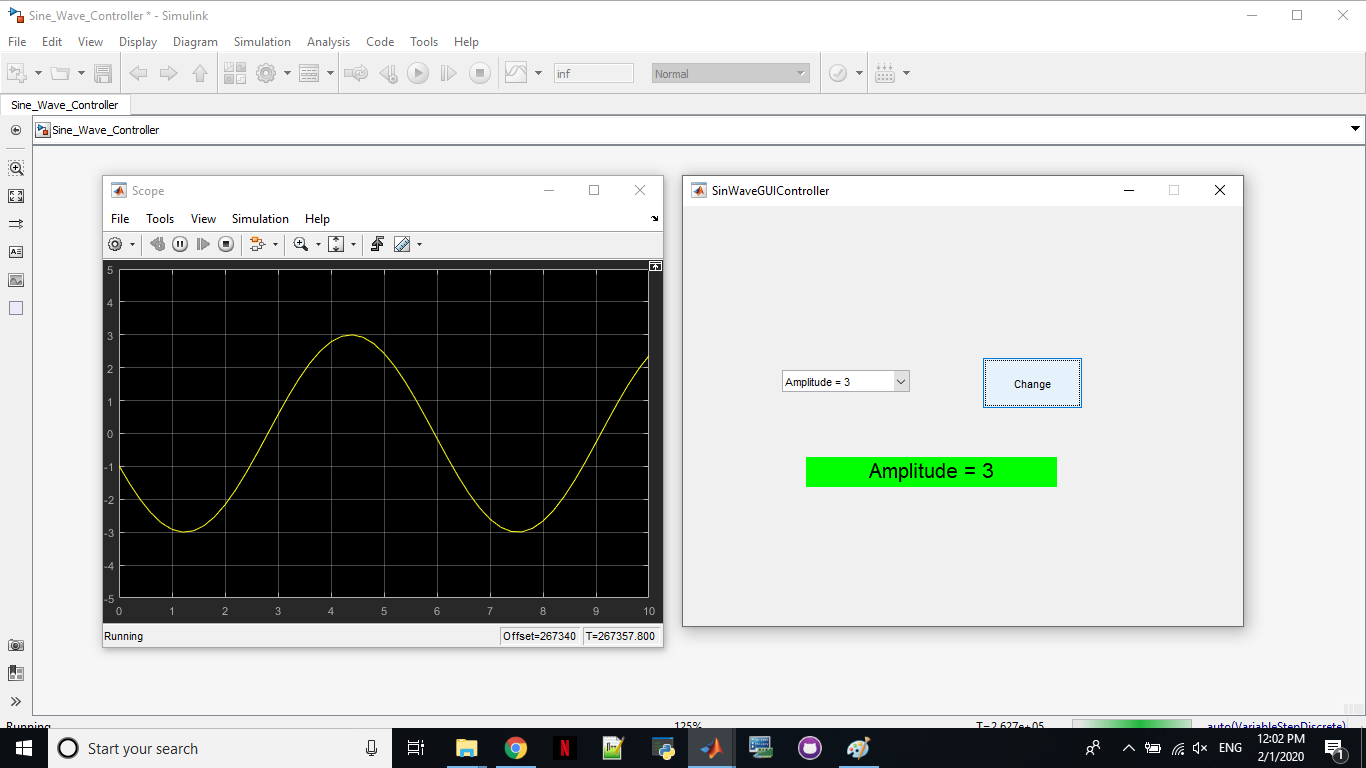 Sine_Wave_Controller * - Simulink
File Edit View Display Diagram Simulation Analysis Code Tools Help
inf Normal
Sine_Wave_Controller
Sine_Wave_Controller
Scope
File Tools View Simulation Help
5
4
3
2
1
0
-1
-2
-3
-4
-5
0 1 2 3 4 5 6 7 8 9 10
Running Offset=267340 T=267357.800
SinWaveGUIController
Amplitude = 3
Change
Amplitude = 3
Running 125% T=2.627e+05 auto(VariableStepDiscrete)
Start your search
ENG
12:02 PM
2/1/2020
1